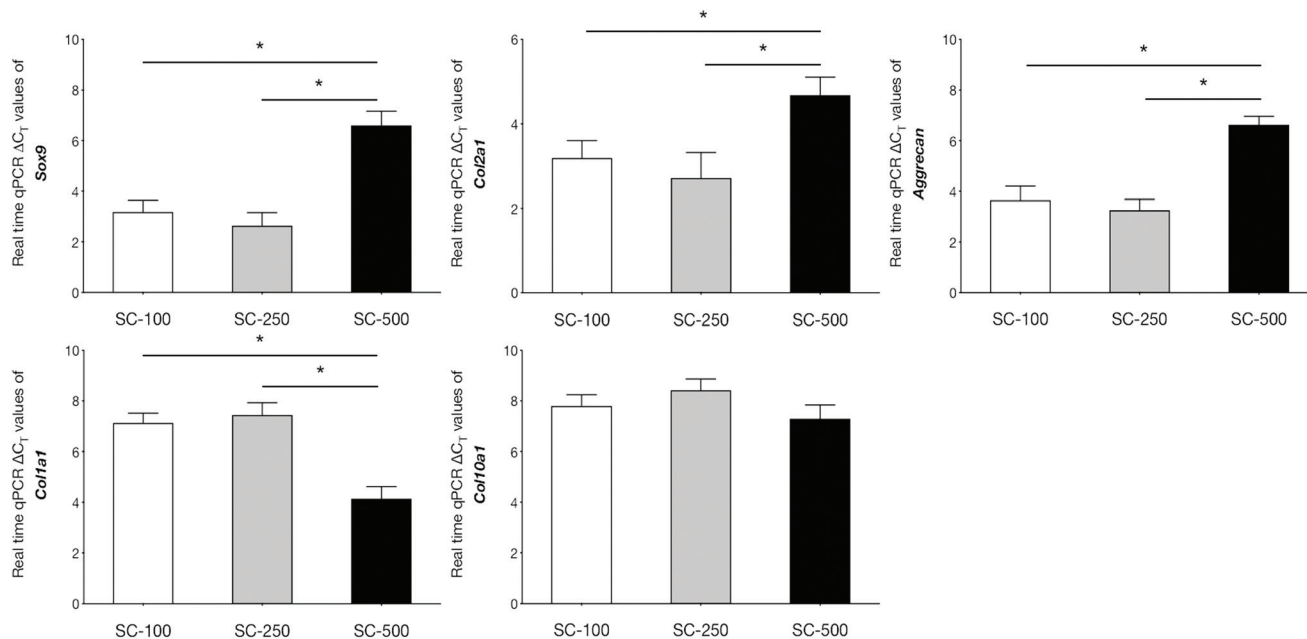 Real time qPCR ΔCT values of
Sox9
10
8
6
4
2
0
*
*
SC-100 SC-250 SC-500
Real time qPCR ΔCT values of
Col2a1
6
4
2
0
*
*
SC-100 SC-250 SC-500
Real time qPCR ΔCT values of
Aggrecan
10
8
6
4
2
0
*
*
SC-100 SC-250 SC-500
Real time qPCR ΔCT values of
Col1a1
10
8
6
4
2
0
*
*
SC-100 SC-250 SC-500
Real time qPCR ΔCT values of
Col10a1
10
8
6
4
2
0
SC-100 SC-250 SC-500